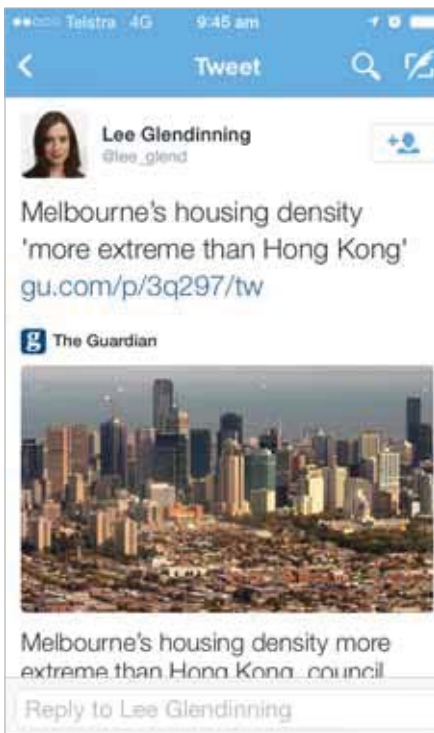 Telstra 4G 9:45 am
Tweet
Lee Glendinning
@lee_glend
Melbourne's housing density
'more extreme than Hong Kong'
gu.com/p/3q297/tw
g The Guardian
Melbourne's housing density more
extreme than Hong Kong, council
Reply to Lee Glendinning